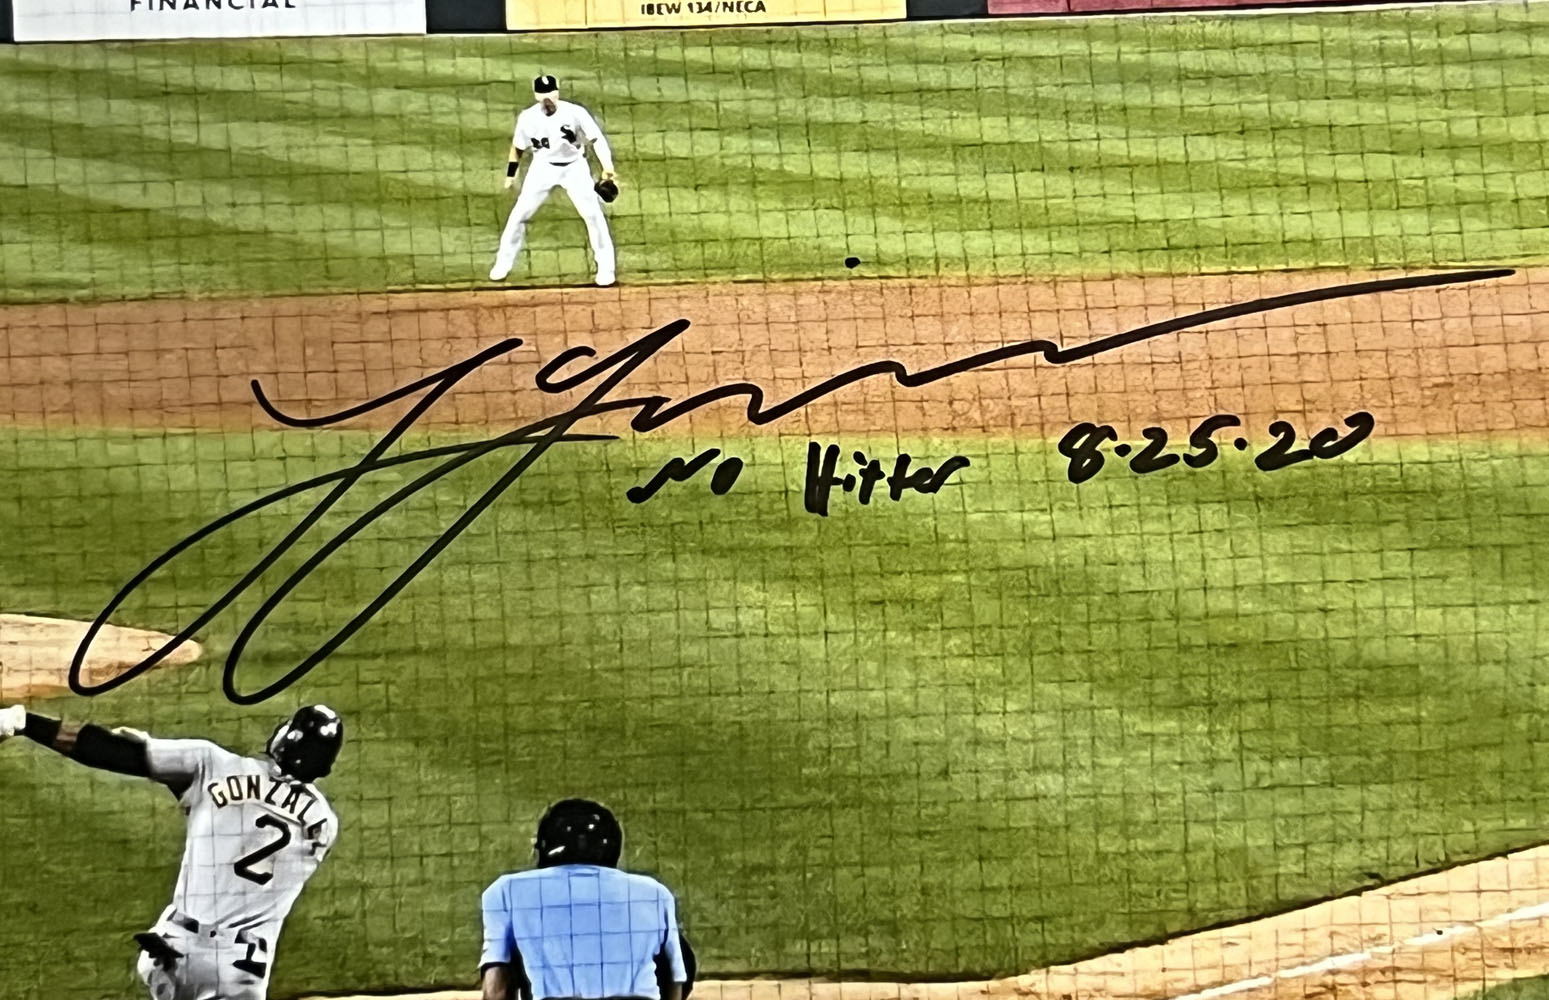 FINANCIAL
IBEW 134/NECA
No Hitter 8·25·20
GONZALE
2